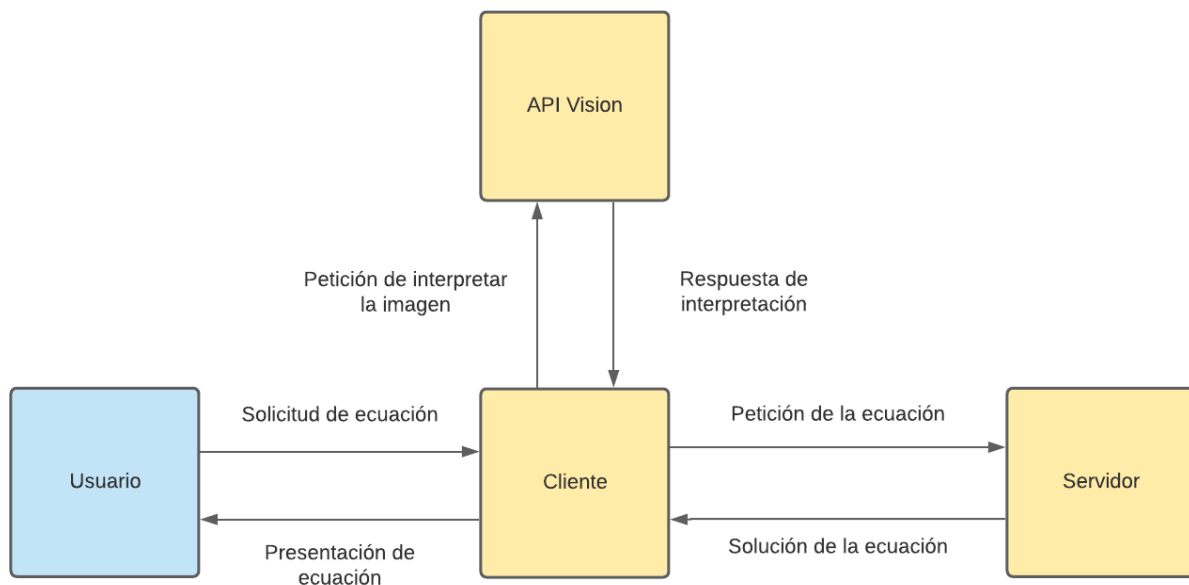 API Vision
Petición de interpretar
la imagen
Respuesta de
interpretación
Solicitud de ecuación
Petición de la ecuación
Usuario
Cliente
Servidor
Presentación de
ecuación
Solución de la ecuación